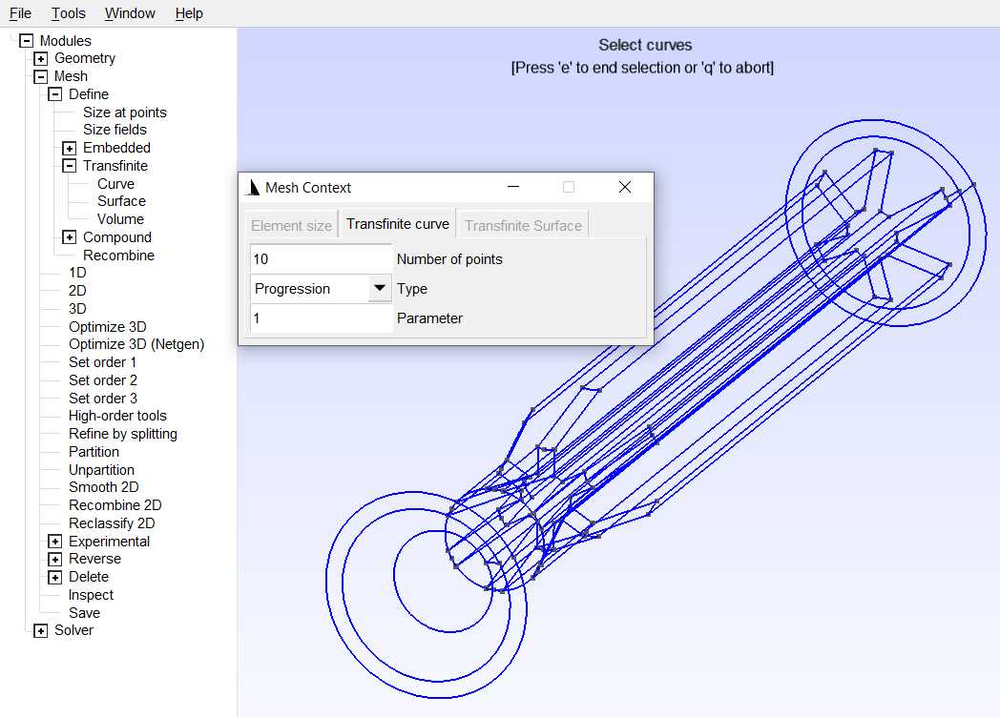 File Tools Window Help
Modules
Geometry
Mesh
Define
Size at points
Size fields
Embedded
Transfinite
Curve
Surface
Volume
Compound
Recombine
1D
2D
3D
Optimize 3D
Optimize 3D (Netgen)
Set order 1
Set order 2
Set order 3
High-order tools
Refine by splitting
Partition
Unpartition
Smooth 2D
Recombine 2D
Reclassify 2D
Experimental
Reverse
Delete
Inspect
Save
Solver
Select curves
[Press 'e' to end selection or 'q' to abort]
Mesh Context
Element size Transfinite curve Transfinite Surface
10 Number of points
Progression Type
1 Parameter